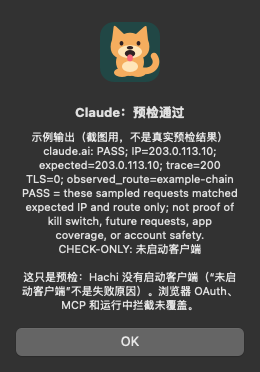 Claude：预检通过
示例输出（截图用，不是真实预检结果）
claude.ai: PASS; IP=203.0.113.10;
expected=203.0.113.10; trace=200
TLS=0; observed_route=example-chain
PASS = these sampled requests matched
expected IP and route only; not proof of
kill switch, future requests, app
coverage, or account safety.
CHECK-ONLY: 未启动客户端
这只是预检：Hachi 没有启动客户端（“未启
动客户端”不是失败原因）。浏览器 OAuth、
MCP 和运行中拦截未覆盖。
OK